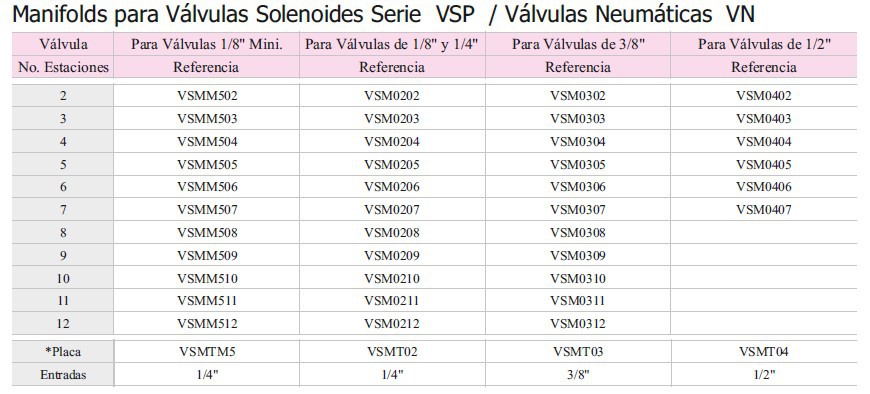 Manifolds para Válvulas Solenoides Serie VSP / Válvulas Neumáticas VN
Válvula Para Válvulas 1/8" Mini. Para Válvulas de 1/8" y 1/4" Para Válvulas de 3/8" Para Válvulas de 1/2"
No. Estaciones Referencia Referencia Referencia Referencia
2 VSMM502 VSM0202 VSM0302 VSM0402
3 VSMM503 VSM0203 VSM0303 VSM0403
4 VSMM504 VSM0204 VSM0304 VSM0404
5 VSMM505 VSM0205 VSM0305 VSM0405
6 VSMM506 VSM0206 VSM0306 VSM0406
7 VSMM507 VSM0207 VSM0307 VSM0407
8 VSMM508 VSM0208 VSM0308
9 VSMM509 VSM0209 VSM0309
10 VSMM510 VSM0210 VSM0310
11 VSMM511 VSM0211 VSM0311
12 VSMM512 VSM0212 VSM0312
*Placa VSMTM5 VSMT02 VSMT03 VSMT04
Entradas 1/4" 1/4" 3/8" 1/2"